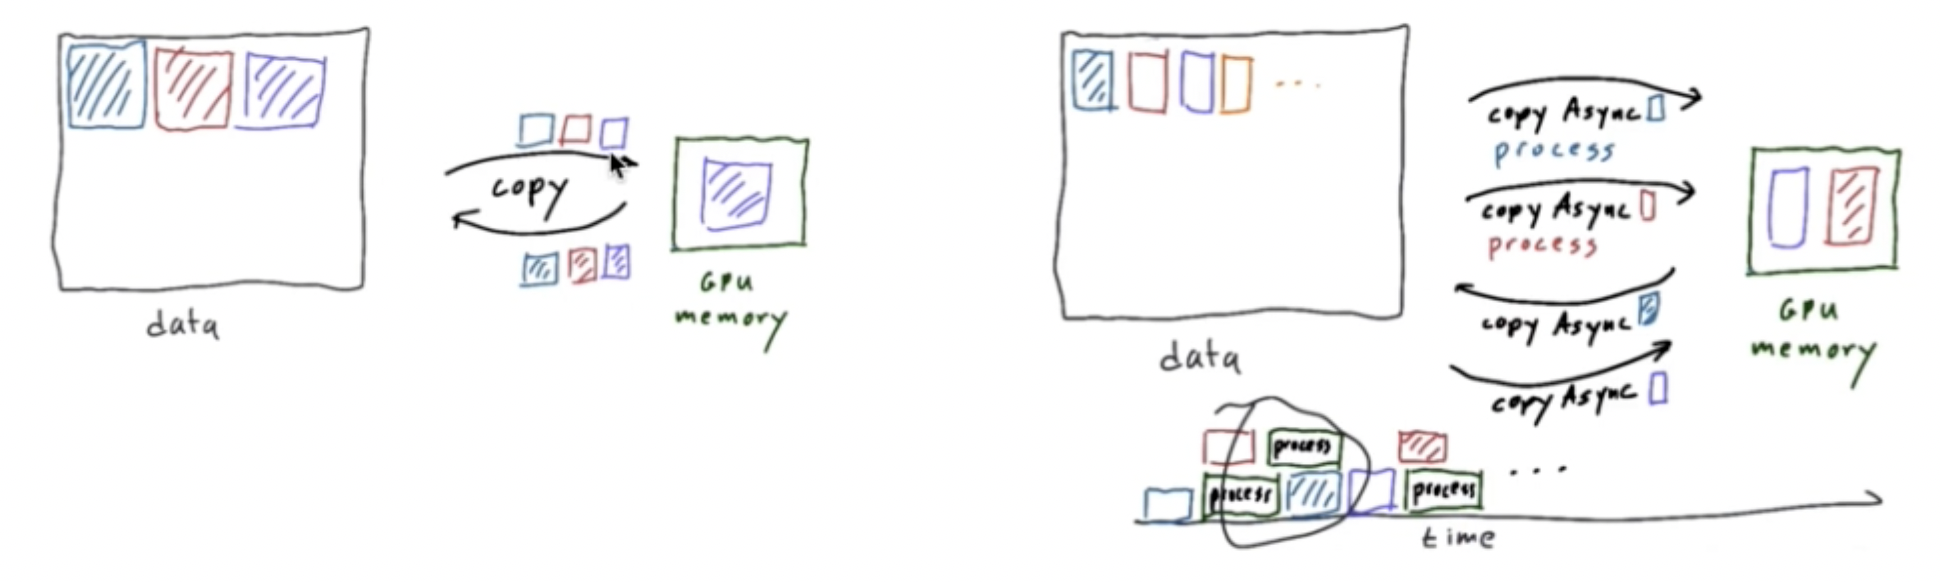 copy
GPU
memory
data
copy Async
process
copy Async
process
copy Async
copy Async
GPU
memory
data
process
process
process
...
time